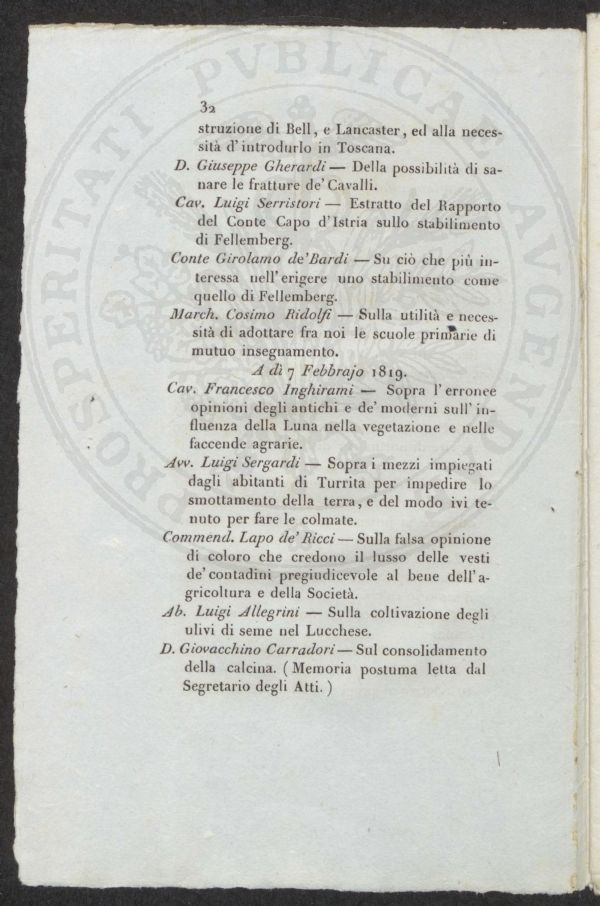 32
struzione di Bell, e Lancaster, ed alla neces-
sità d'introdurlo in Toscana.
D. Giuseppe Gherardi — Della possibilità di sa-
nare le fratture de' Cavalli.
Cav. Luigi Serristori — Estratto del Rapporto
del Conte Capo d'Istria sullo stabilimento
di Fellemberg.
Conte Girolamo de' Bardi — Su ciò che più in-
teressa nell'erigere uno stabilimento come
quello di Fellemberg.
March. Cosimo Ridolfi — Sulla utilità e neces-
sità di adottare fra noi le scuole primarie di
mutuo insegnamento.
A dì 7 Febbrajo 1819.
Cav. Francesco Inghirami — Sopra l'erronee
opinioni degli antichi e de' moderni sull'in-
fluenza della Luna nella vegetazione e nelle
faccende agrarie.
Avv. Luigi Sergardi — Sopra i mezzi impiegati
dagli abitanti di Turrita per impedire lo
smottamento della terra, e del modo ivi te-
nuto per fare le colmate.
Commend. Lapo de' Ricci — Sulla falsa opinione
di coloro che credono il lusso delle vesti
de' contadini pregiudicevole al bene dell'a-
gricoltura e della Società.
Ab. Luigi Allegrini — Sulla coltivazione degli
ulivi di seme nel Lucchese.
D. Giovacchino Carradori — Sul consolidamento
della calcina. (Memoria postuma letta dal
Segretario degli Atti.)
PROSPERITATI PVBLICAE AVGENDAE